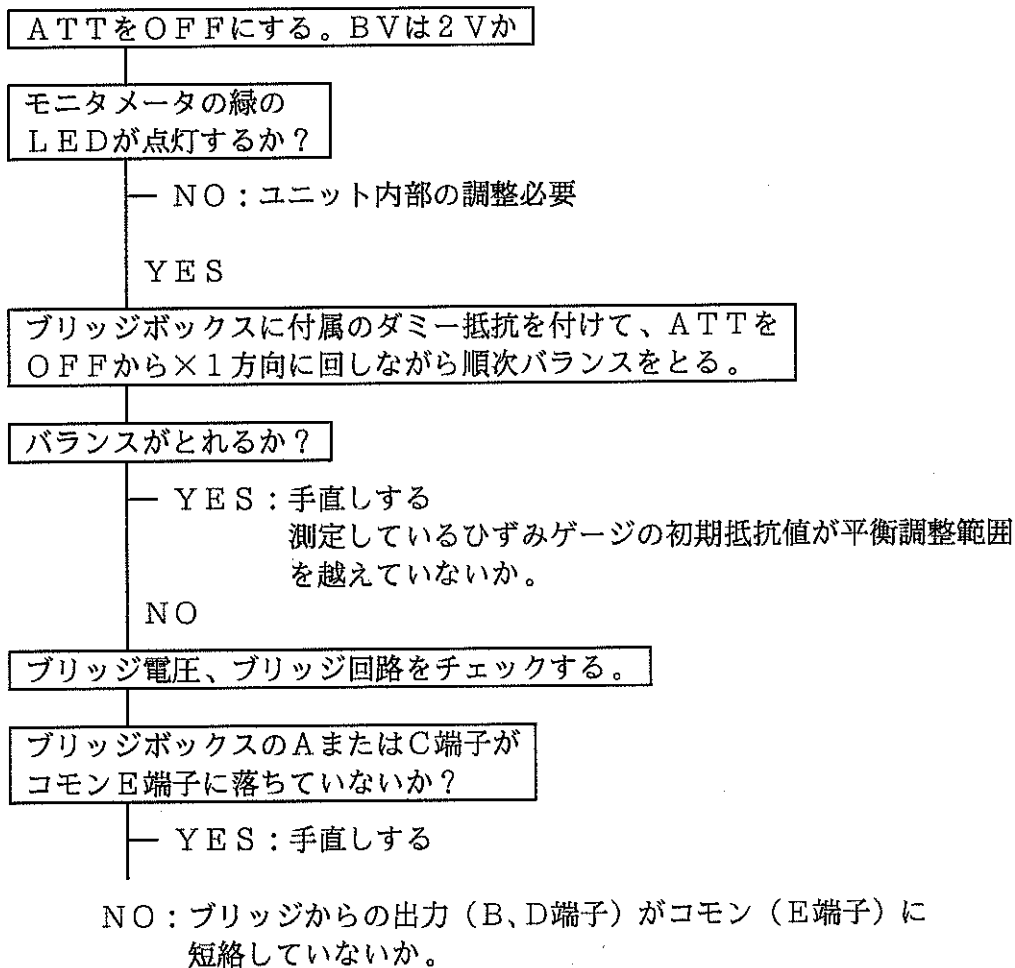 ATTをOFFにする。BVは2Vか
モニタメータの緑の
LEDが点灯するか?
NO:ユニット内部の調整必要
YES
ブリッジボックスに付属のダミー抵抗を付けて、ATTを
OFFから×1方向に回しながら順次バランスをとる。
バランスがとれるか?
YES:手直しする
測定しているひずみゲージの初期抵抗値が平衡調整範囲
を越えていないか。
NO
ブリッジ電圧、ブリッジ回路をチェックする。
ブリッジボックスのAまたはC端子が
コモンE端子に落ちていないか?
YES:手直しする
NO:ブリッジからの出力(B、D端子)がコモン(E端子)に
短絡していないか。